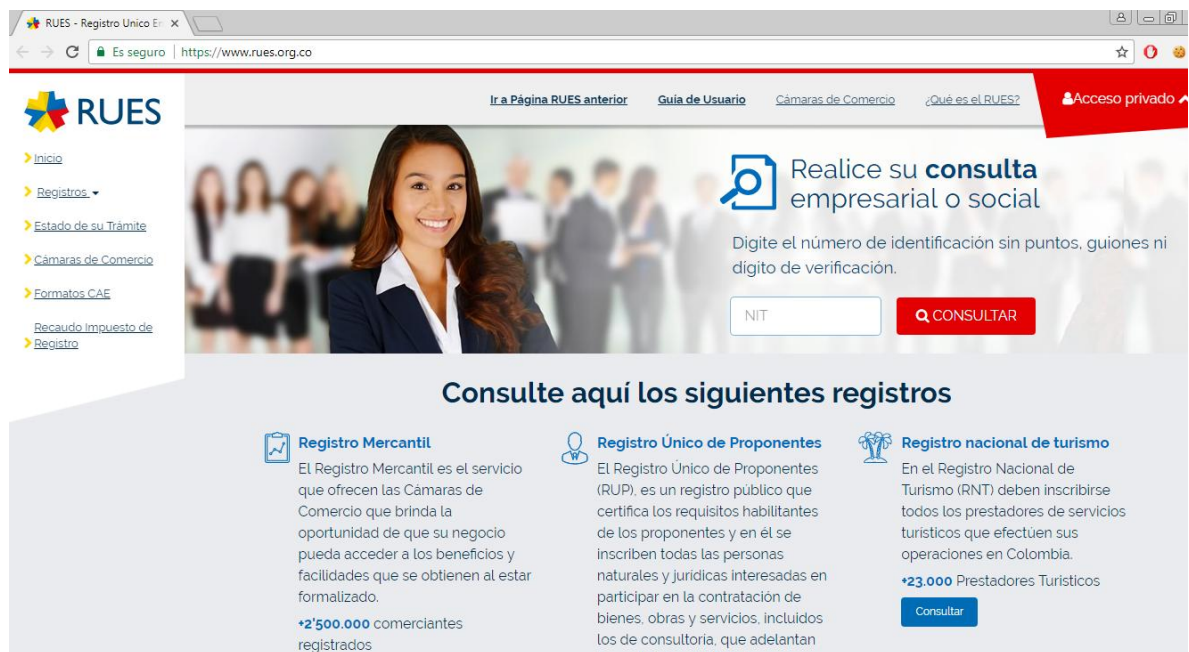 RUES - Registro Unico E
Es seguro | https://www.rues.org.co
RUES
Ir a Página RUES anterior
Guía de Usuario
Cámaras de Comercio
¿Qué es el RUES?
Acceso privado
Inicio
Registros
Estado de su Trámite
Cámaras de Comercio
Formatos CAE
Recaudo Impuesto de
Registro
Realice su consulta
empresarial o social
Digite el número de identificación sin puntos, guiones ni
dígito de verificación.
NIT
CONSULTAR
Consulte aquí los siguientes registros
Registro Mercantil
El Registro Mercantil es el servicio
que ofrecen las Cámaras de
Comercio que brinda la
oportunidad de que su negocio
pueda acceder a los beneficios y
facilidades que se obtienen al estar
formalizado.
+2'500.000 comerciantes
registrados
Registro Único de Proponentes
El Registro Único de Proponentes
(RUP), es un registro público que
certifica los requisitos habilitantes
de los proponentes y en él se
inscriben todas las personas
naturales y jurídicas interesadas en
participar en la contratación de
bienes, obras y servicios, incluidos
los de consultoría, que adelantan
Registro nacional de turismo
En el Registro Nacional de
Turismo (RNT) deben inscribirse
todos los prestadores de servicios
turísticos que efectúen sus
operaciones en Colombia.
+23.000 Prestadores Turisticos
Consultar